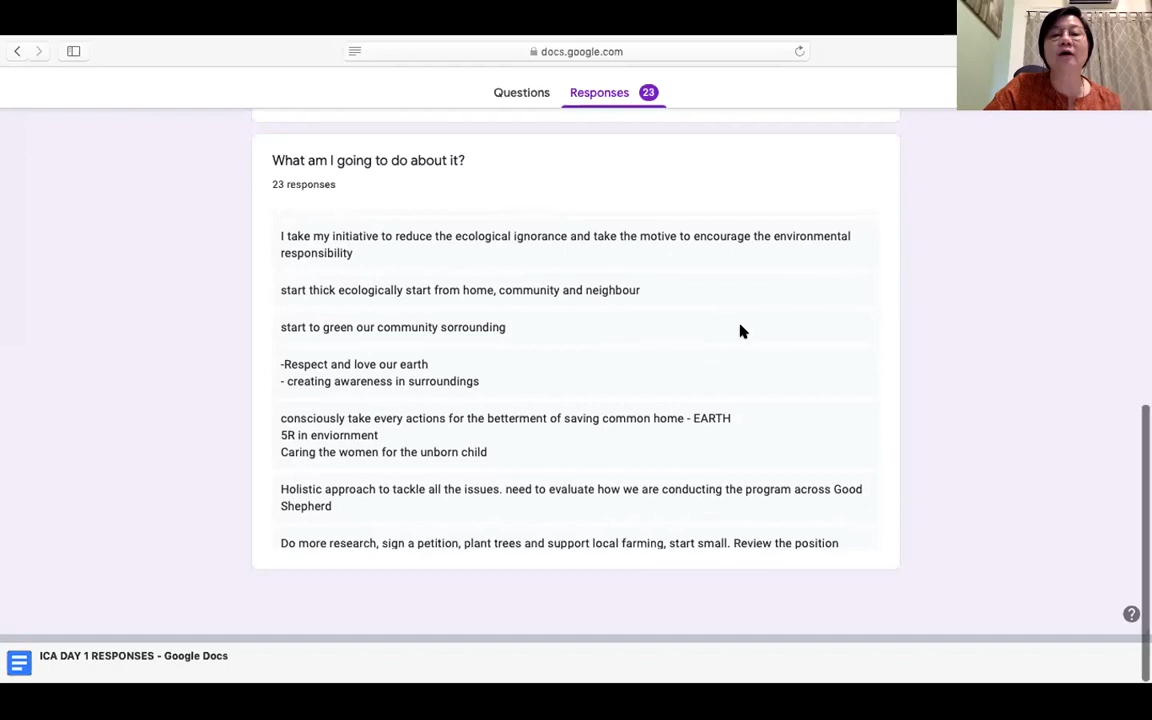 docs.google.com
Questions
Responses 23
What am I going to do about it?
23 responses
I take my initiative to reduce the ecological ignorance and take the motive to encourage the environmental
responsibility
start thick ecologically start from home, community and neighbour
start to green our community sorrounding
-Respect and love our earth
- creating awareness in surroundings
consciously take every actions for the betterment of saving common home - EARTH
5R in enviornment
Caring the women for the unborn child
Holistic approach to tackle all the issues. need to evaluate how we are conducting the program across Good
Shepherd
Do more research, sign a petition, plant trees and support local farming, start small. Review the position
ICA DAY 1 RESPONSES - Google Docs